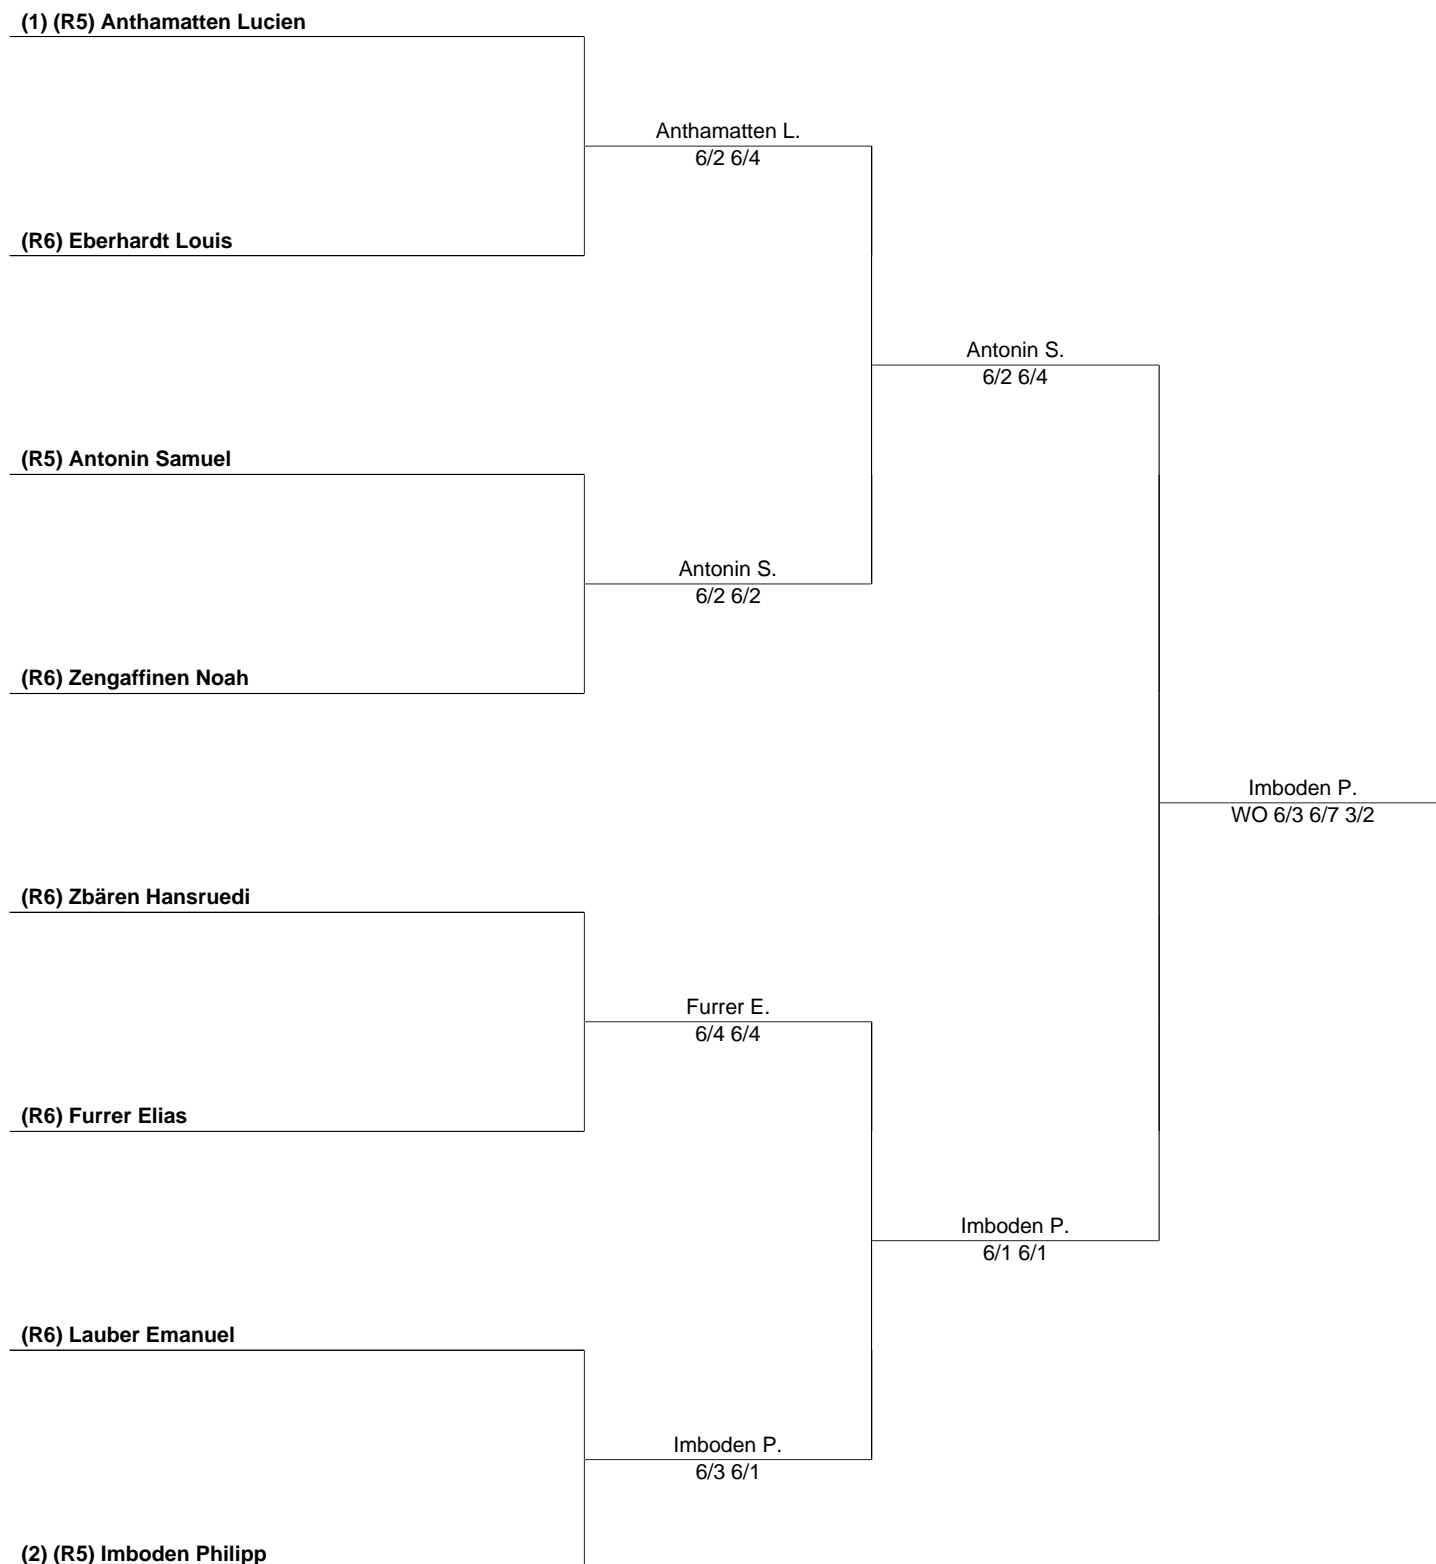 (1) (R5) Anthamatten Lucien
Anthamatten L.
6/2 6/4
(R6) Eberhardt Louis
Antonin S.
6/2 6/4
(R5) Antonin Samuel
Antonin S.
6/2 6/2
(R6) Zengaffinen Noah
Imboden P.
WO 6/3 6/7 3/2
(R6) Zbären Hansruedi
Furrer E.
6/4 6/4
(R6) Furrer Elias
Imboden P.
6/1 6/1
(R6) Lauber Emanuel
Imboden P.
6/3 6/1
(2) (R5) Imboden Philipp